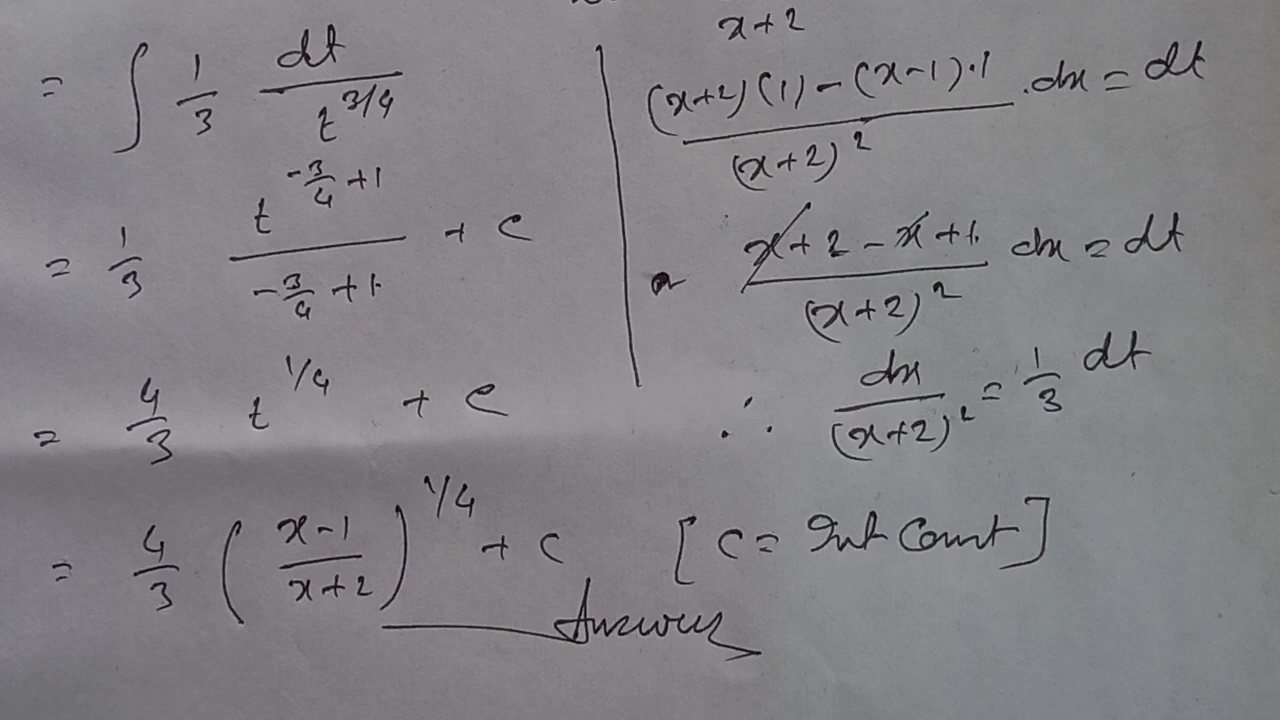 = ∫ 1/3 dt/t^(3/4)
= 1/3 t^(-3/4 +1)/(-3/4 +1) + c
= 4/3 t^(1/4) + c
x+2
(x+2)(1)-(x-1).1/(x+2)^2 .dx = dt
x+2-x+1/(x+2)^2 dx = dt
∴ dx/(x+2)^2 = 1/3 dt
= 4/3 ((x-1)/(x+2))^(1/4) + c [c = Int Const]
Answer